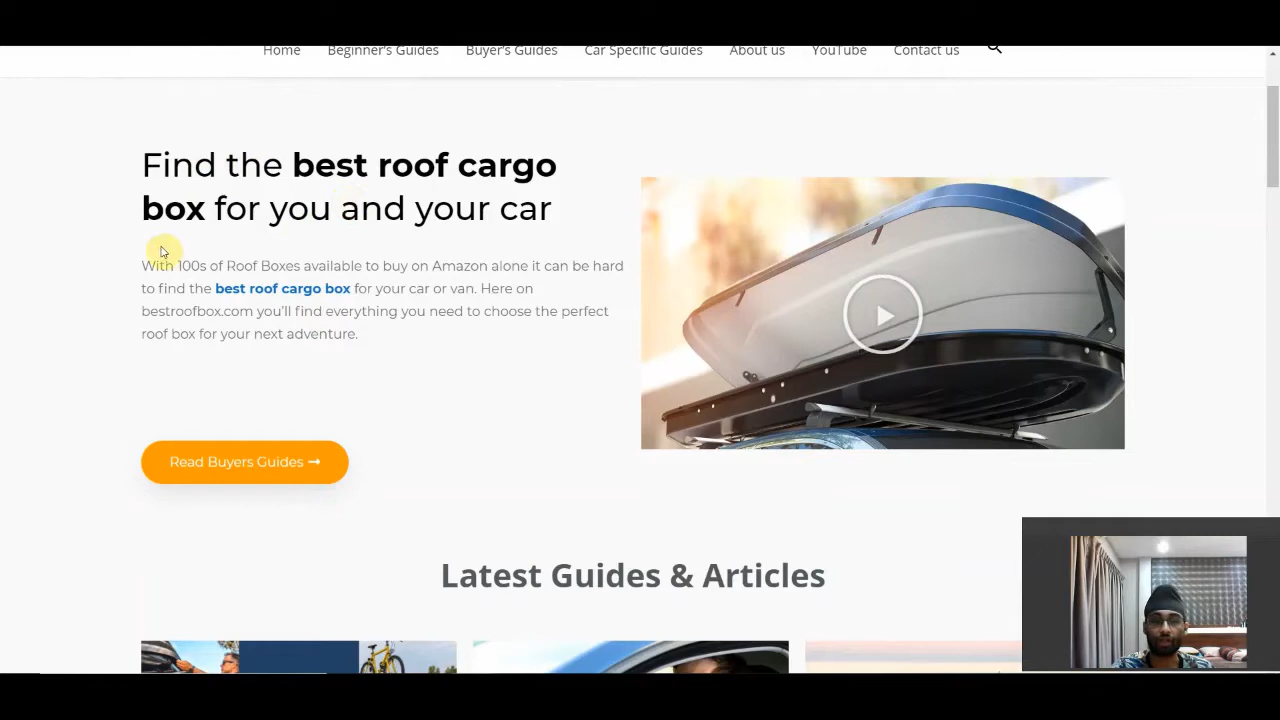 Home Beginner's Guides Buyer's Guides Car Specific Guides About us YouTube Contact us
Find the best roof cargo
box for you and your car
With 100s of Roof Boxes available to buy on Amazon alone it can be hard
to find the best roof cargo box for your car or van. Here on
bestroofbox.com you'll find everything you need to choose the perfect
roof box for your next adventure.
Read Buyers Guides →
Latest Guides & Articles